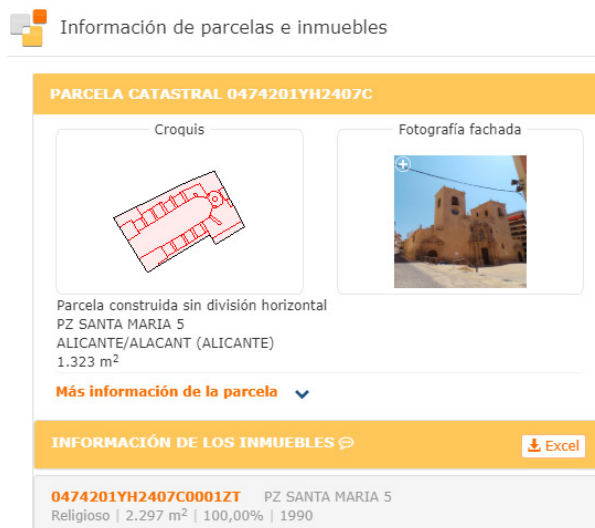 Información de parcelas e inmuebles
PARCELA CATASTRAL 0474201YH2407C
Croquis
Fotografía fachada
Parcela construida sin división horizontal
PZ SANTA MARIA 5
ALICANTE/ALACANT (ALICANTE)
1.323 m²
Más información de la parcela
INFORMACIÓN DE LOS INMUEBLES
Excel
0474201YH2407C0001ZT PZ SANTA MARIA 5
Religioso | 2.297 m² | 100,00% | 1990